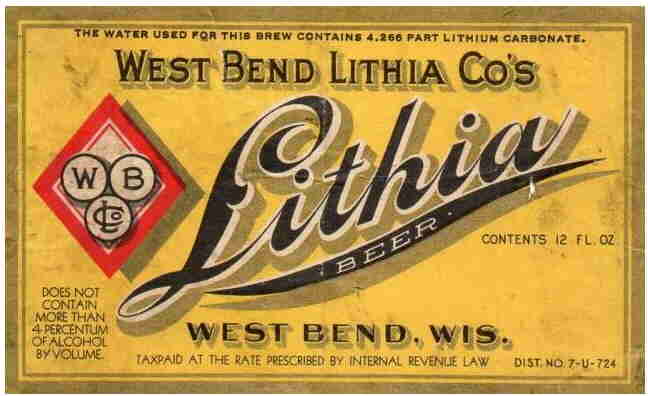 THE WATER USED FOR THIS BREW CONTAINS 4.266 PART LITHIUM CARBONATE.
WEST BEND LITHIA CO'S
Lithia
BEER
W B
L Co
CONTENTS 12 FL. OZ.
DOES NOT
CONTAIN
MORE THAN
4 PERCENTUM
OF ALCOHOL
BY VOLUME.
WEST BEND, WIS.
TAXPAID AT THE RATE PRESCRIBED BY INTERNAL REVENUE LAW
DIST. NO. 7-U-724